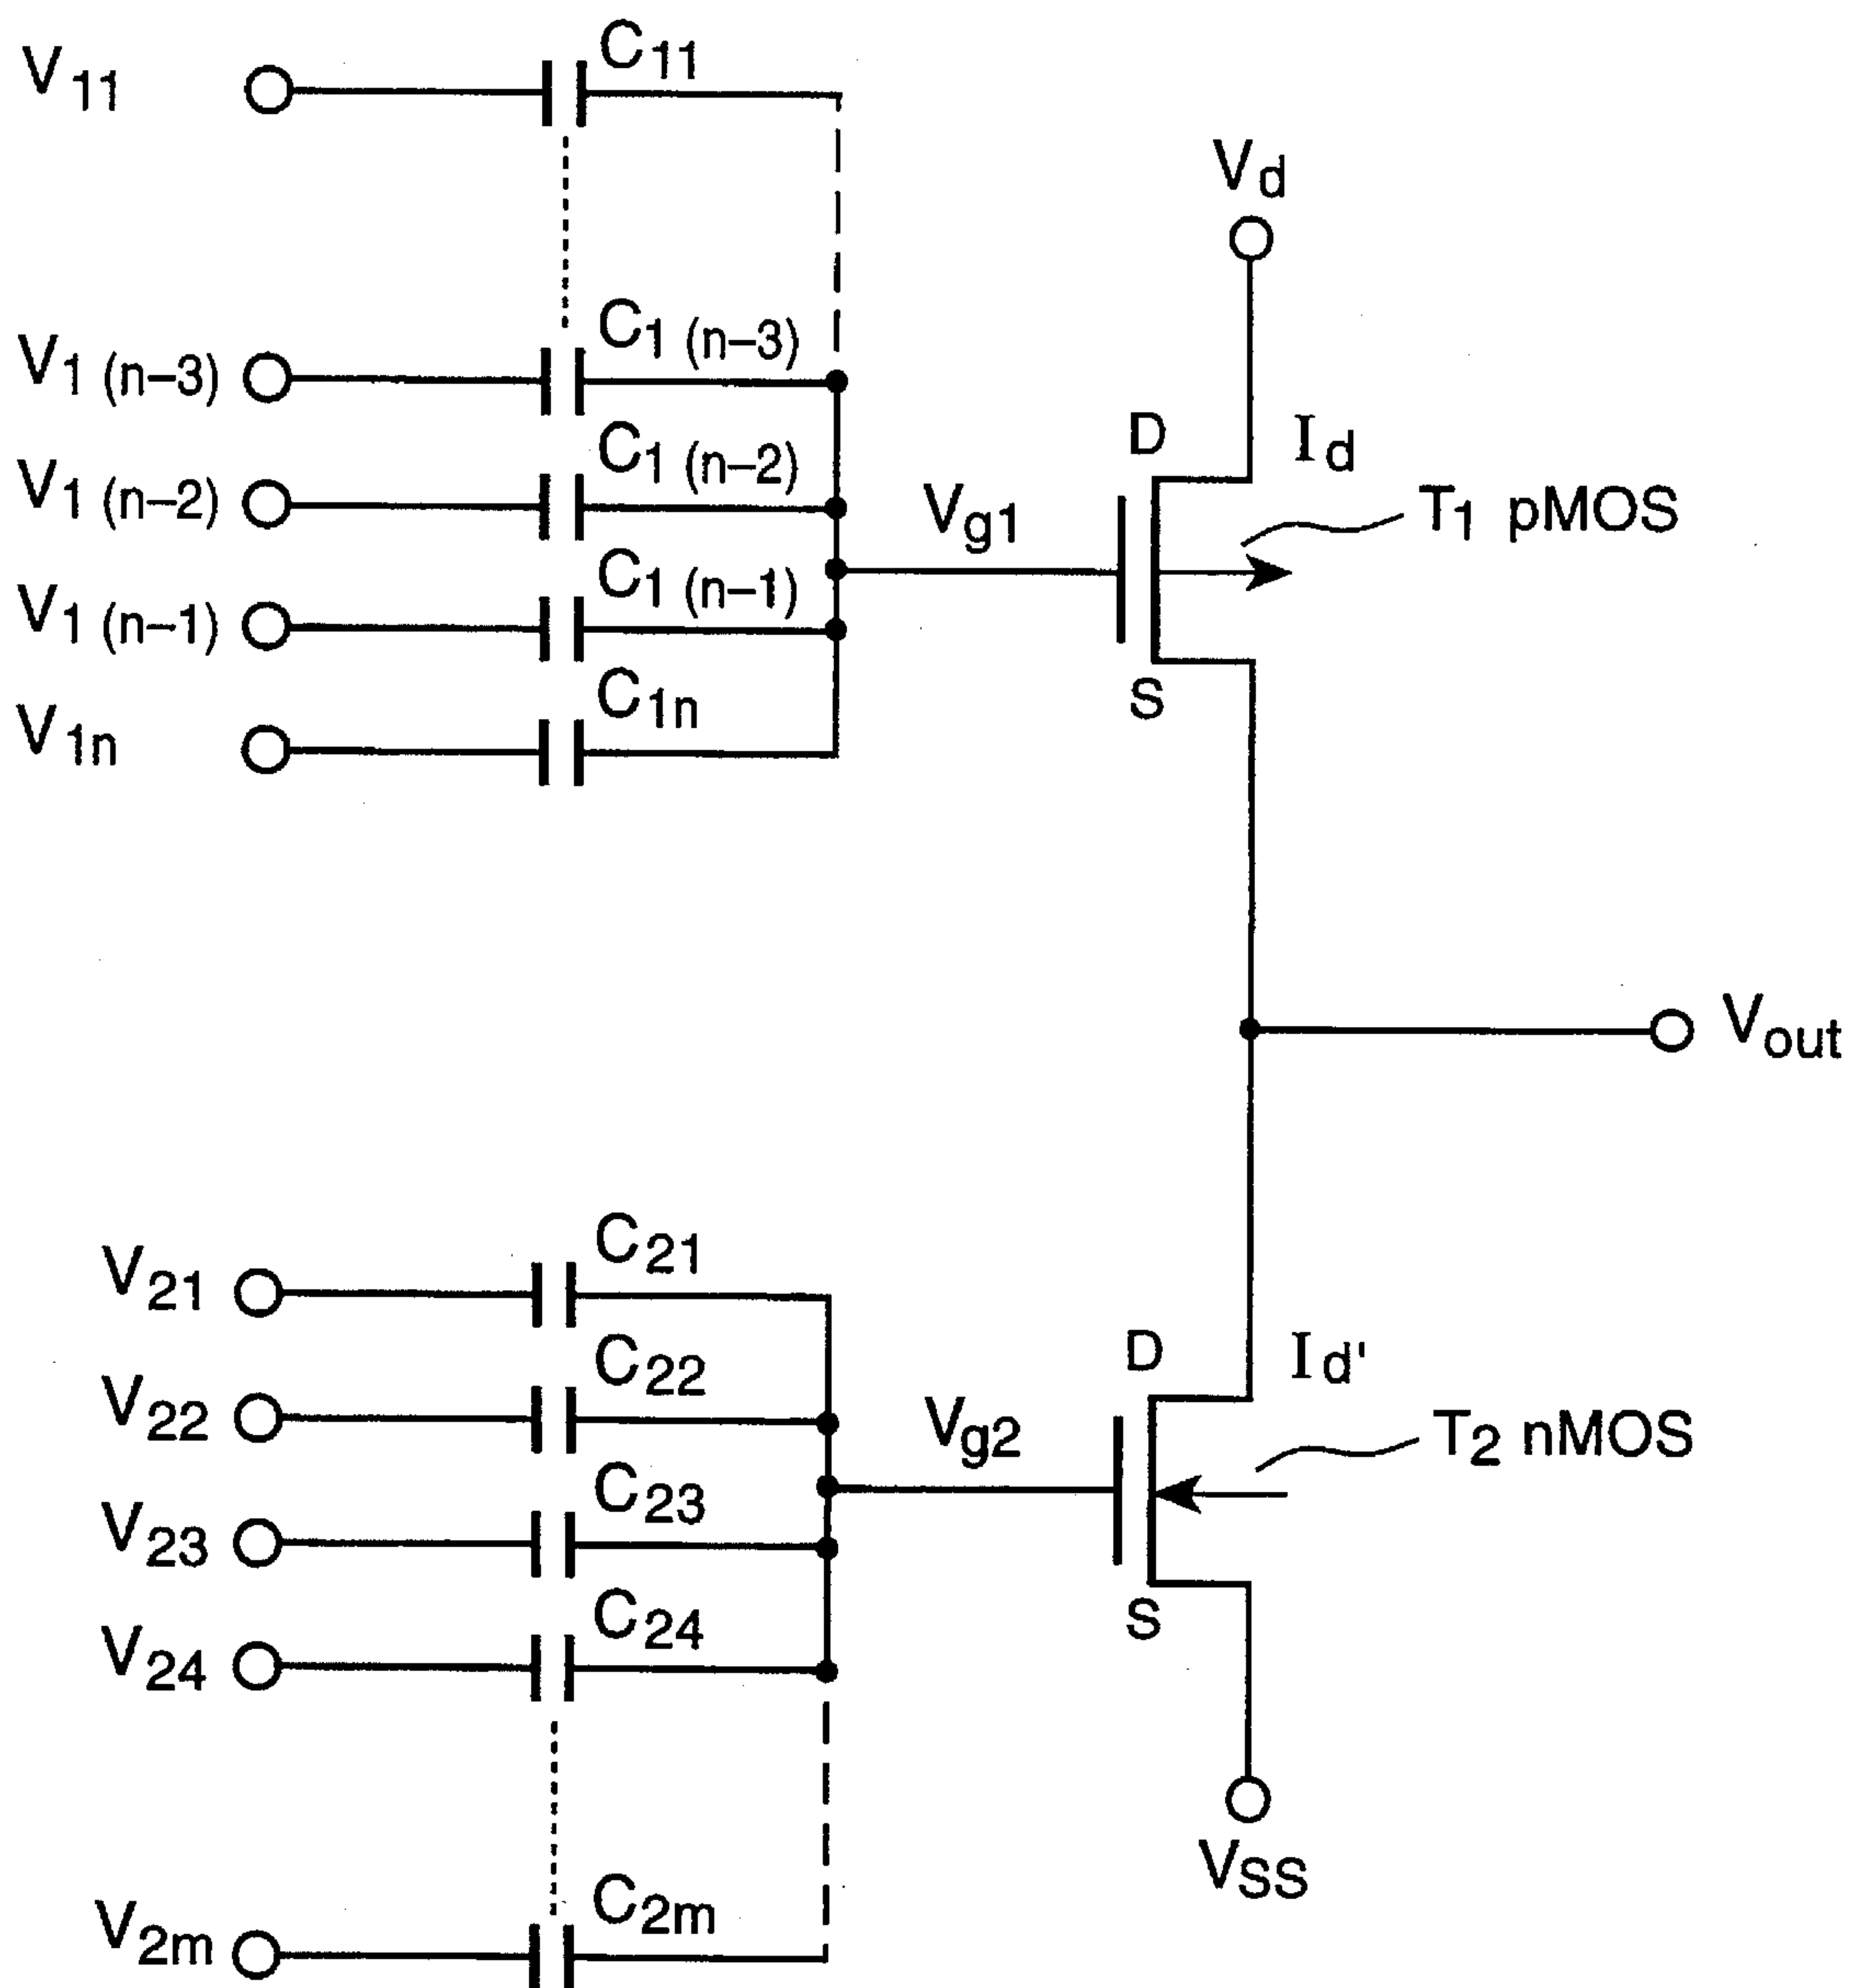 V11
C11
Vd
V1(n-3)
C1(n-3)
D
Id
V1(n-2)
C1(n-2)
Vg1
T1 pMOS
V1(n-1)
C1(n-1)
S
V1n
C1n
Vout
V21
C21
V22
C22
D
Id'
Vg2
T2 nMOS
V23
C23
V24
C24
S
VSS
V2m
C2m